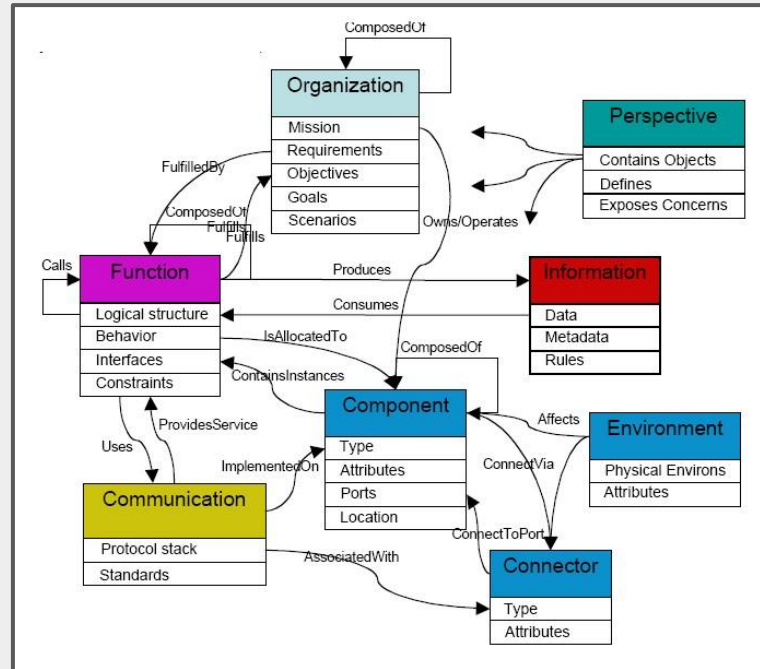 ComposedOf
Organization
Mission
Requirements
Objectives
Goals
Scenarios
Perspective
Contains Objects
Defines
Exposes Concerns
FulfilledBy
ComposedOf
Fulfills
Fulfills
Owns/Operates
Calls
Function
Logical structure
Behavior
Interfaces
Constraints
Produces
Consumes
Information
Data
Metadata
Rules
IsAllocatedTo
ContainsInstances
ComposedOf
Component
Type
Attributes
Ports
Location
Affects
Environment
Physical Environs
Attributes
ConnectVia
Uses
ProvidesService
ImplementedOn
Communication
Protocol stack
Standards
AssociatedWith
ConnectToPort
Connector
Type
Attributes